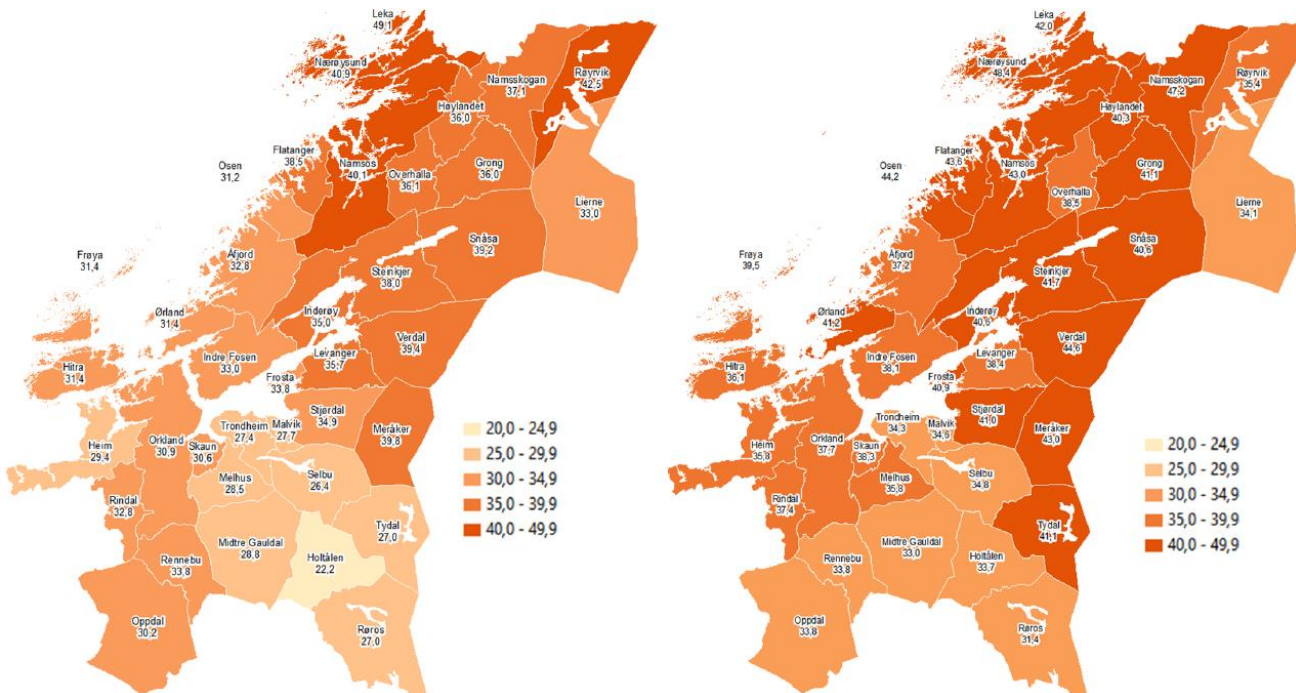 Leka
49,1
Nærøysund
40,9
Namsskogan
37,1
Røyrvik
42,5
Høylandet
36,0
Flatanger
38,5
Osen
31,2
Namsos
40,1
Overhalla
36,1
Grong
36,0
Lierne
33,0
Snåsa
39,2
Frøya
31,4
Åfjord
32,8
Steinkjer
38,0
Ørland
31,4
Inderøy
35,0
Verdal
39,4
Hitra
31,4
Indre Fosen
33,0
Levanger
35,7
Frosta
33,8
Stjørdal
34,9
Meråker
39,8
Trondheim
27,4
Malvik
27,7
Heim
29,4
Orkland
30,9
Skaun
30,6
Melhus
28,5
Selbu
26,4
Rindal
32,8
Tydal
27,0
Midtre Gauldal
28,8
Holtålen
22,2
Rennebu
33,8
Oppdal
30,2
Røros
27,0
20,0 - 24,9
25,0 - 29,9
30,0 - 34,9
35,0 - 39,9
40,0 - 49,9
Leka
42,0
Nærøysund
48,4
Namsskogan
47,2
Røyrvik
35,4
Høylandet
40,3
Flatanger
43,6
Osen
44,2
Namsos
43,0
Overhalla
38,5
Grong
41,1
Lierne
34,1
Snåsa
40,6
Frøya
39,5
Åfjord
37,2
Steinkjer
41,7
Ørland
41,2
Inderøy
40,6
Verdal
44,6
Hitra
36,1
Indre Fosen
38,1
Levanger
38,4
Frosta
40,9
Stjørdal
41,0
Meråker
43,0
Trondheim
34,3
Malvik
34,6
Heim
35,8
Orkland
37,7
Skaun
38,3
Melhus
35,8
Selbu
34,8
Rindal
37,4
Tydal
41,1
Midtre Gauldal
33,0
Holtålen
33,7
Rennebu
33,8
Oppdal
33,8
Røros
31,4
20,0 - 24,9
25,0 - 29,9
30,0 - 34,9
35,0 - 39,9
40,0 - 49,9